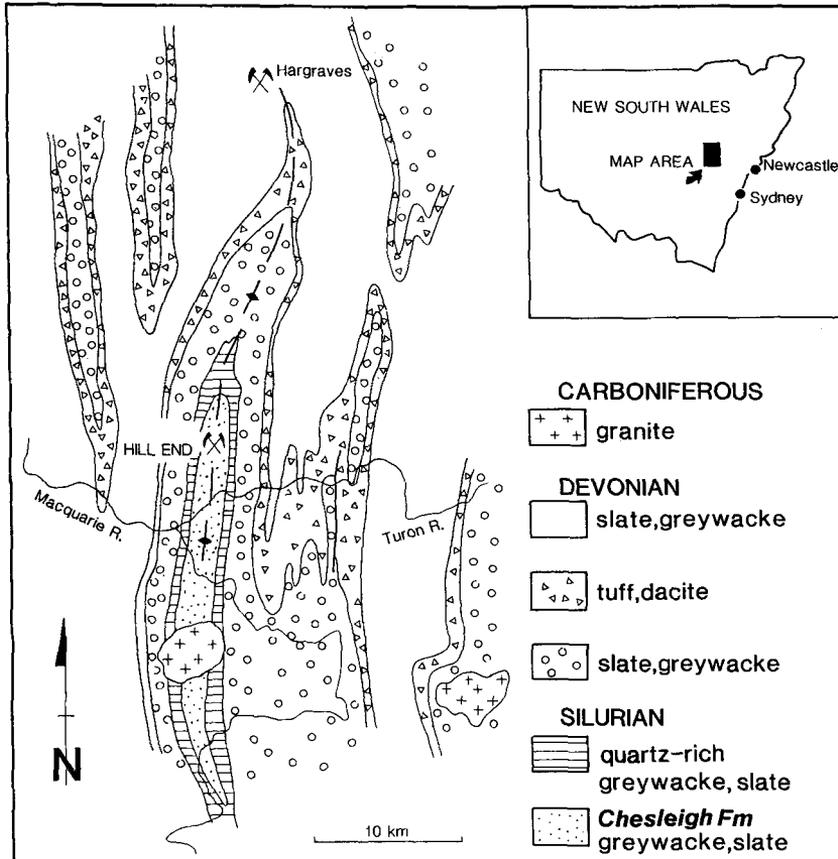 Hargraves
HILL END
Macquarie R.
Turon R.
N
10 km
NEW SOUTH WALES
MAP AREA
Newcastle
Sydney
CARBONIFEROUS
granite
DEVONIAN
slate,greywacke
tuff,dacite
slate,greywacke
SILURIAN
quartz-rich
greywacke, slate
Chesleigh Fm
greywacke,slate